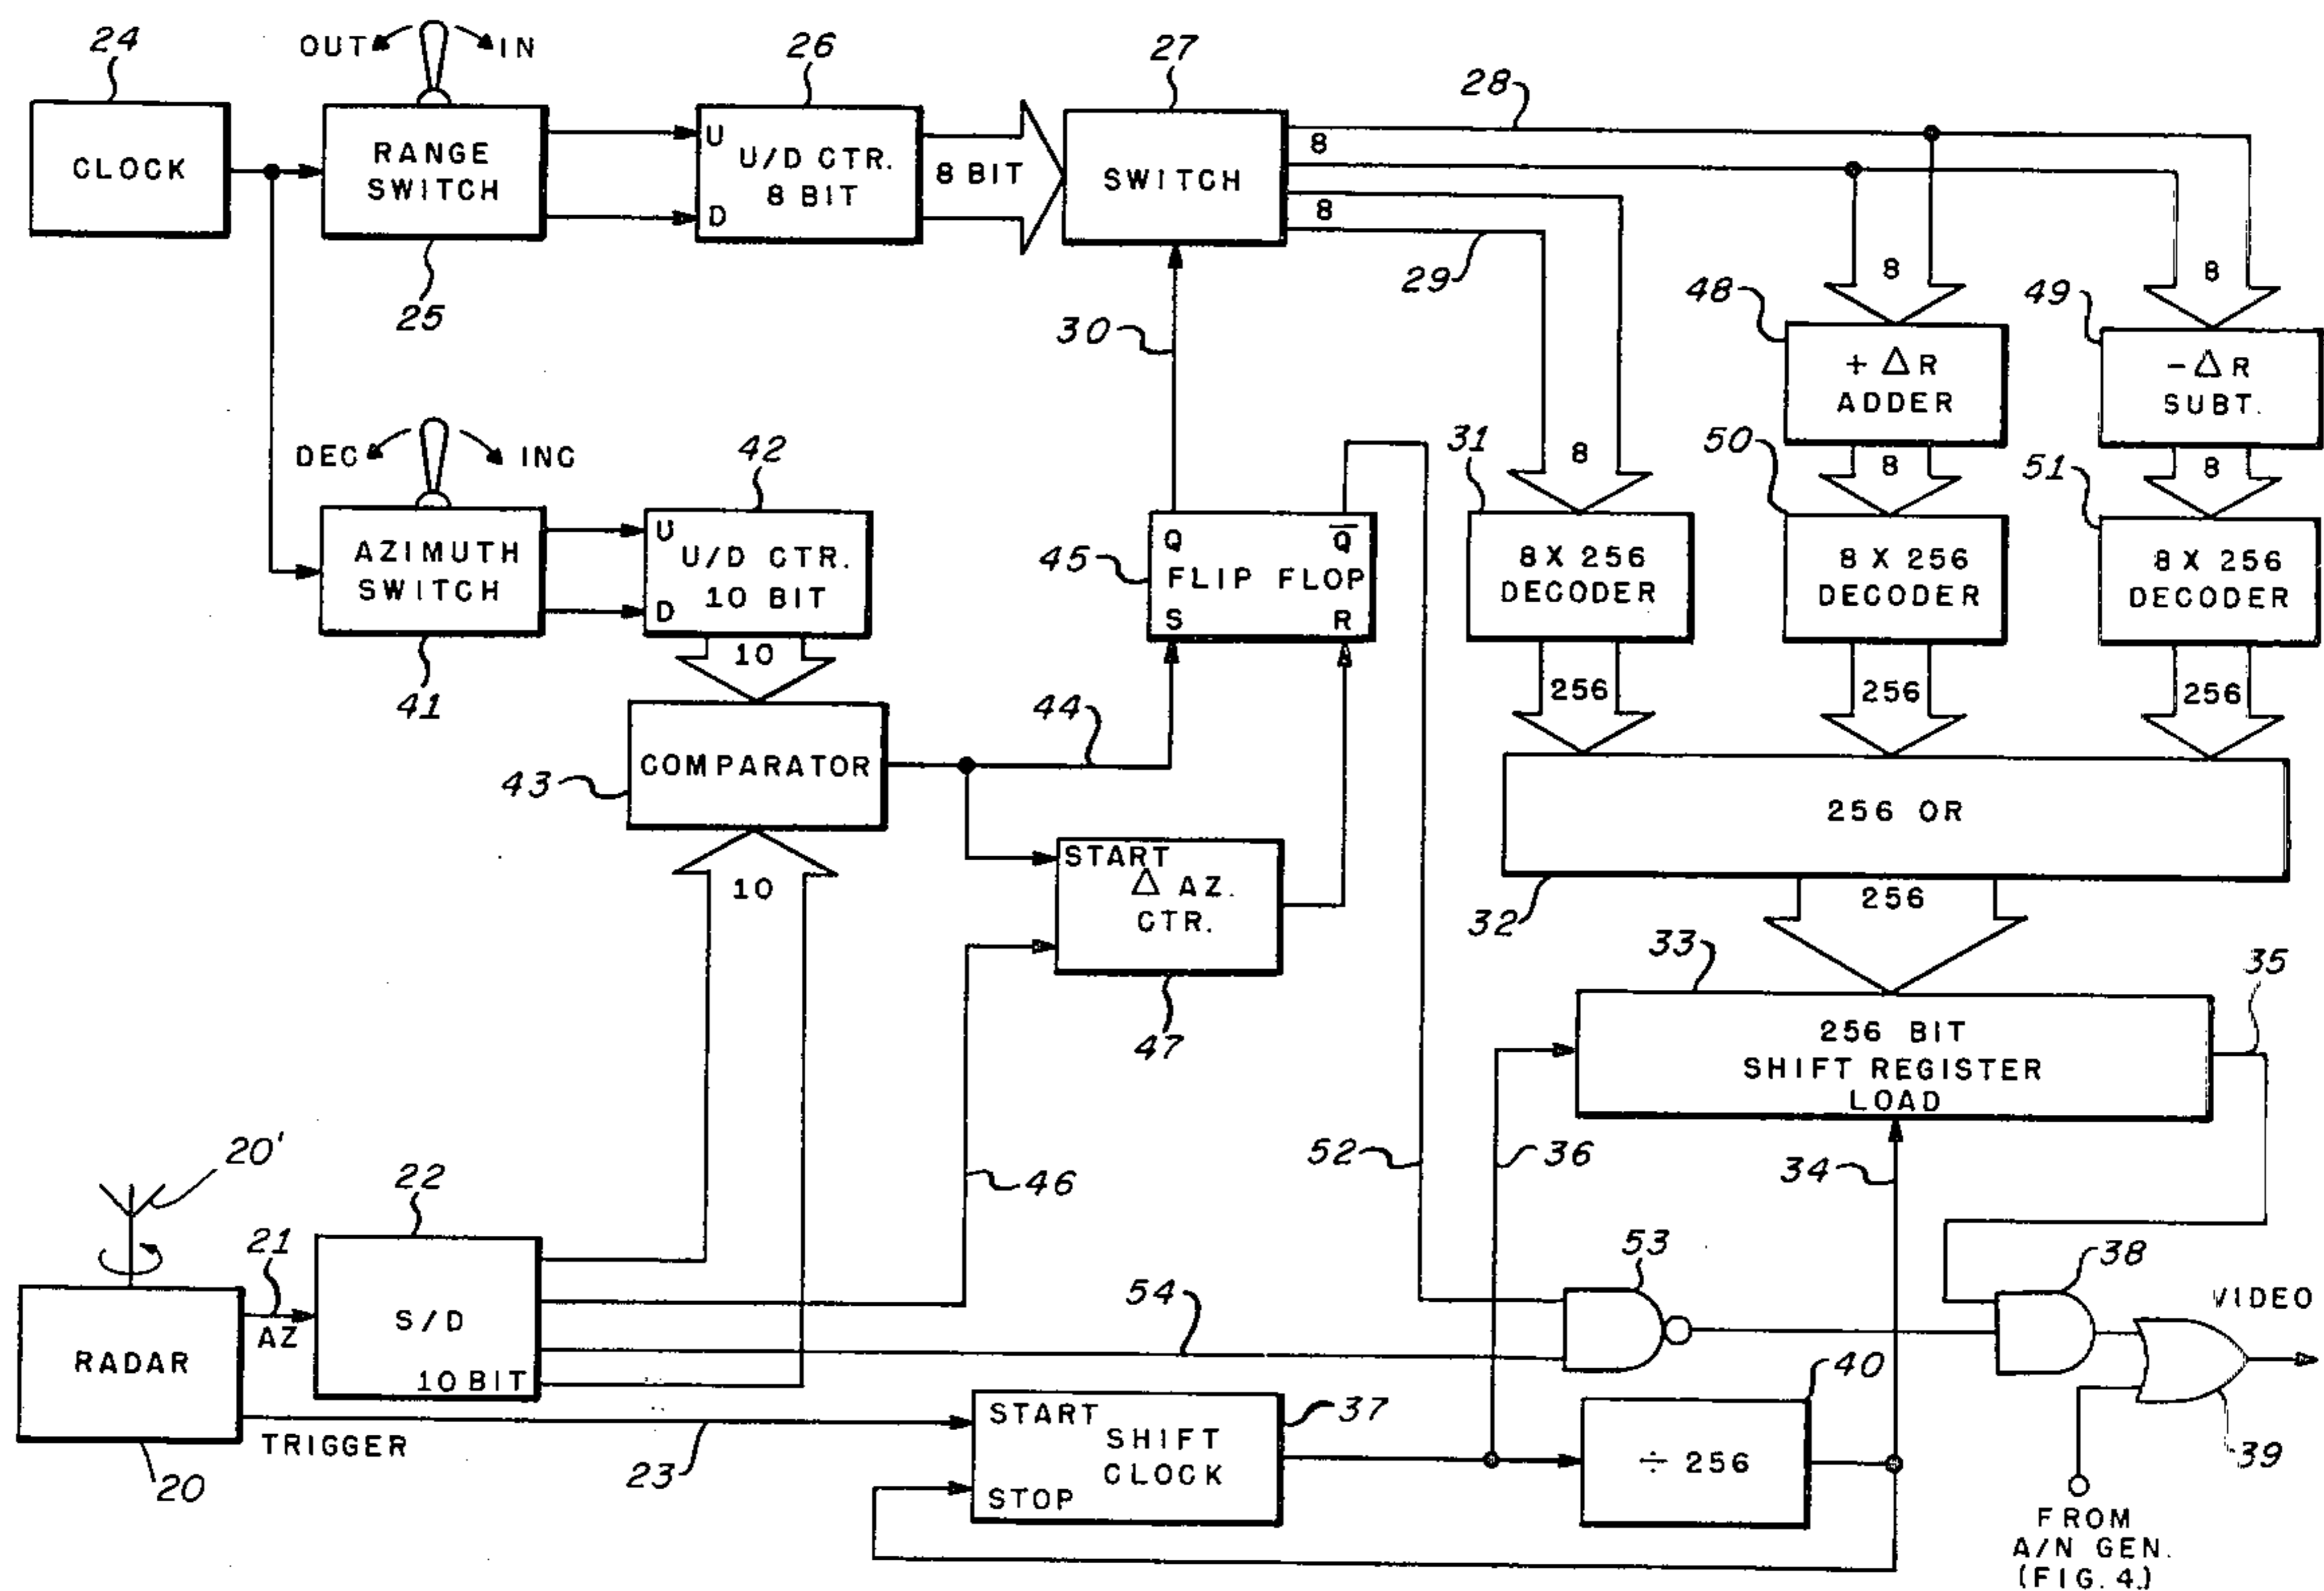 24
OUT
IN
26
27
28
CLOCK
RANGE
SWITCH
U
U/D CTR.
8 BIT
D
8 BIT
SWITCH
8
8
25
29
30
8
8
48
49
+ Δ R
ADDER
- Δ R
SUBT.
DEC
INC
42
31
8
50
8
51
8
AZIMUTH
SWITCH
U
U/D CTR.
10 BIT
D
45
Q
Q̅
FLIP FLOP
S
R
8 X 256
DECODER
8 X 256
DECODER
8 X 256
DECODER
41
10
44
256
256
256
43
COMPARATOR
256 OR
10
START
Δ AZ.
CTR.
32
256
47
33
35
256 BIT
SHIFT REGISTER
LOAD
20'
22
46
52
36
34
21
AZ
53
38
VIDEO
S/D
10 BIT
54
RADAR
40
TRIGGER
23
START
SHIFT
CLOCK
STOP
37
÷ 256
39
20
FROM
A/N GEN.
(FIG. 4.)